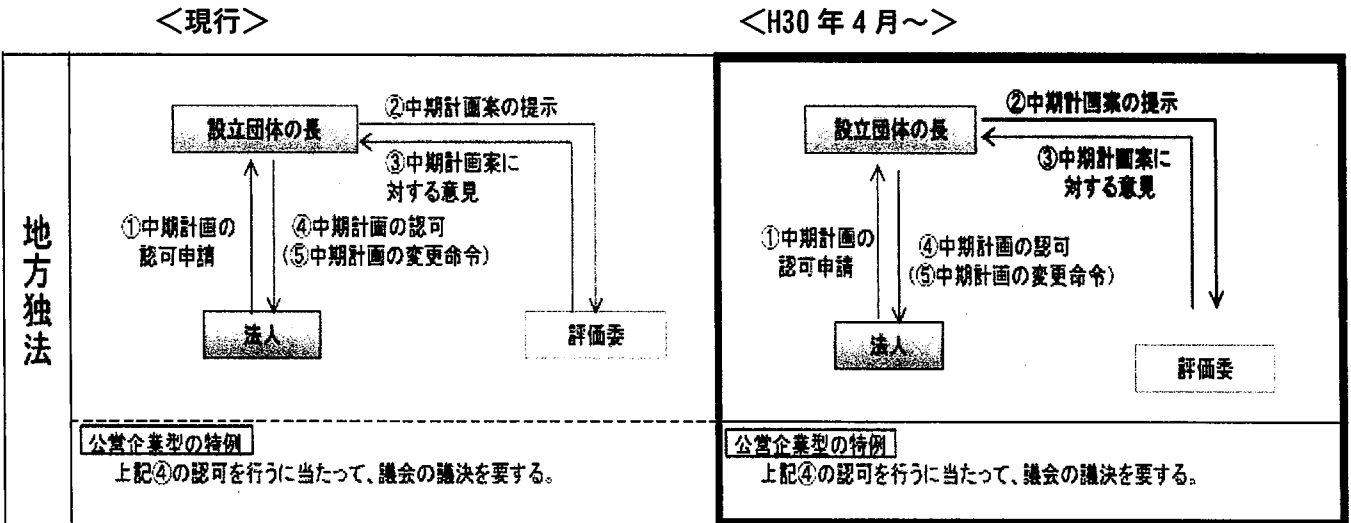 ＜現行＞
＜H30年4月～＞
地方独法
設立団体の長
②中期計画案の提示
③中期計画案に
対する意見
①中期計画の
認可申請
④中期計画の認可
(⑤中期計画の変更命令)
法人
評価委
公営企業型の特例
上記④の認可を行うに当たって、議会の議決を要する。
設立団体の長
②中期計画案の提示
③中期計画案に
対する意見
①中期計画の
認可申請
④中期計画の認可
(⑤中期計画の変更命令)
法人
評価委
公営企業型の特例
上記④の認可を行うに当たって、議会の議決を要する。